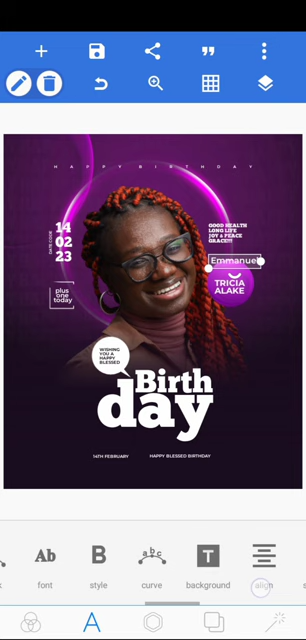 HAPPY BIRTHDAY
14
02
23
DATE CODE
GOOD HEALTH
LONG LIFE
JOY & PEACE
GRACE!!!
Emmanuel
TRICIA
ALAKE
plus
one
today
WISHING
YOU A
HAPPY
BLESSED
Birth
day
14TH FEBRUARY
HAPPY BLESSED BIRTHDAY
Ab
B
abc
T
k
font
style
curve
background
align
s
A